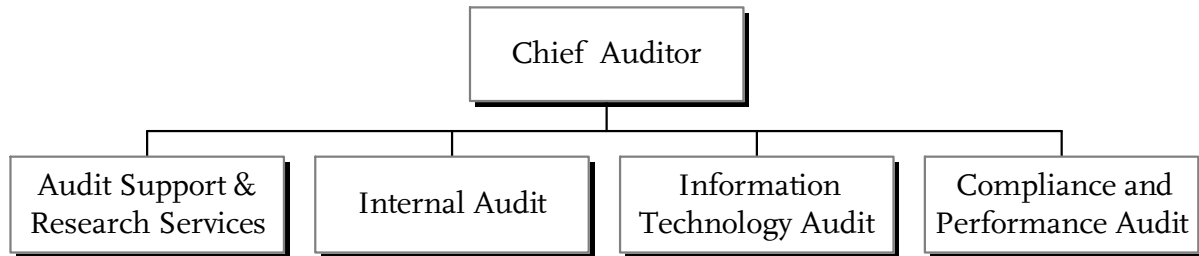 Chief Auditor
Audit Support &
Research Services
Internal Audit
Information
Technology Audit
Compliance and
Performance Audit